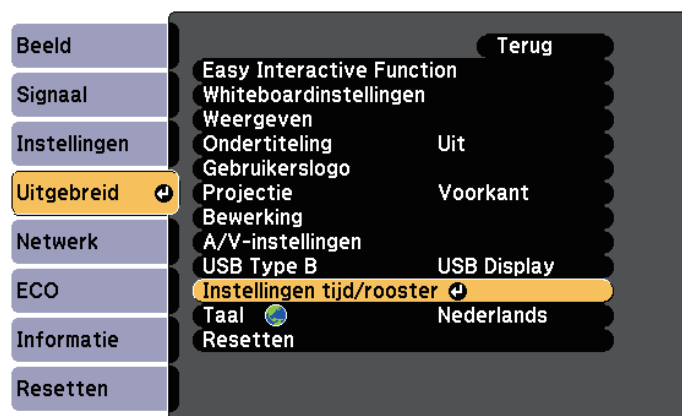 Beeld
Signaal
Instellingen
Uitgebreid
Netwerk
ECO
Informatie
Resetten
Terug
Easy Interactive Function
Whiteboardinstellingen
Weergeven
Ondertiteling Uit
Gebruikerslogo
Projectie Voorkant
Bewerking
A/V-instellingen
USB Type B USB Display
Instellingen tijd/rooster
Taal Nederlands
Resetten